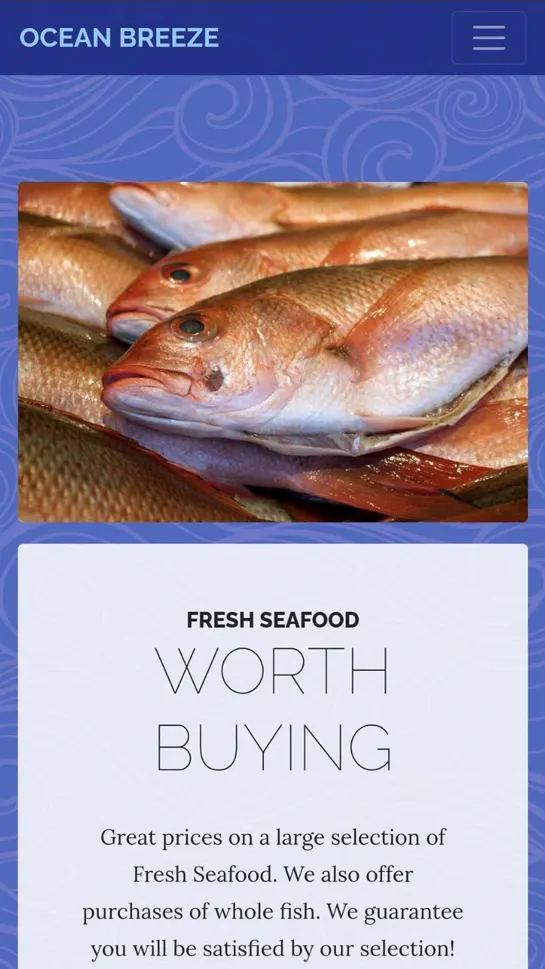 OCEAN BREEZE
FRESH SEAFOOD
WORTH
BUYING
Great prices on a large selection of
Fresh Seafood. We also offer
purchases of whole fish. We guarantee
you will be satisfied by our selection!